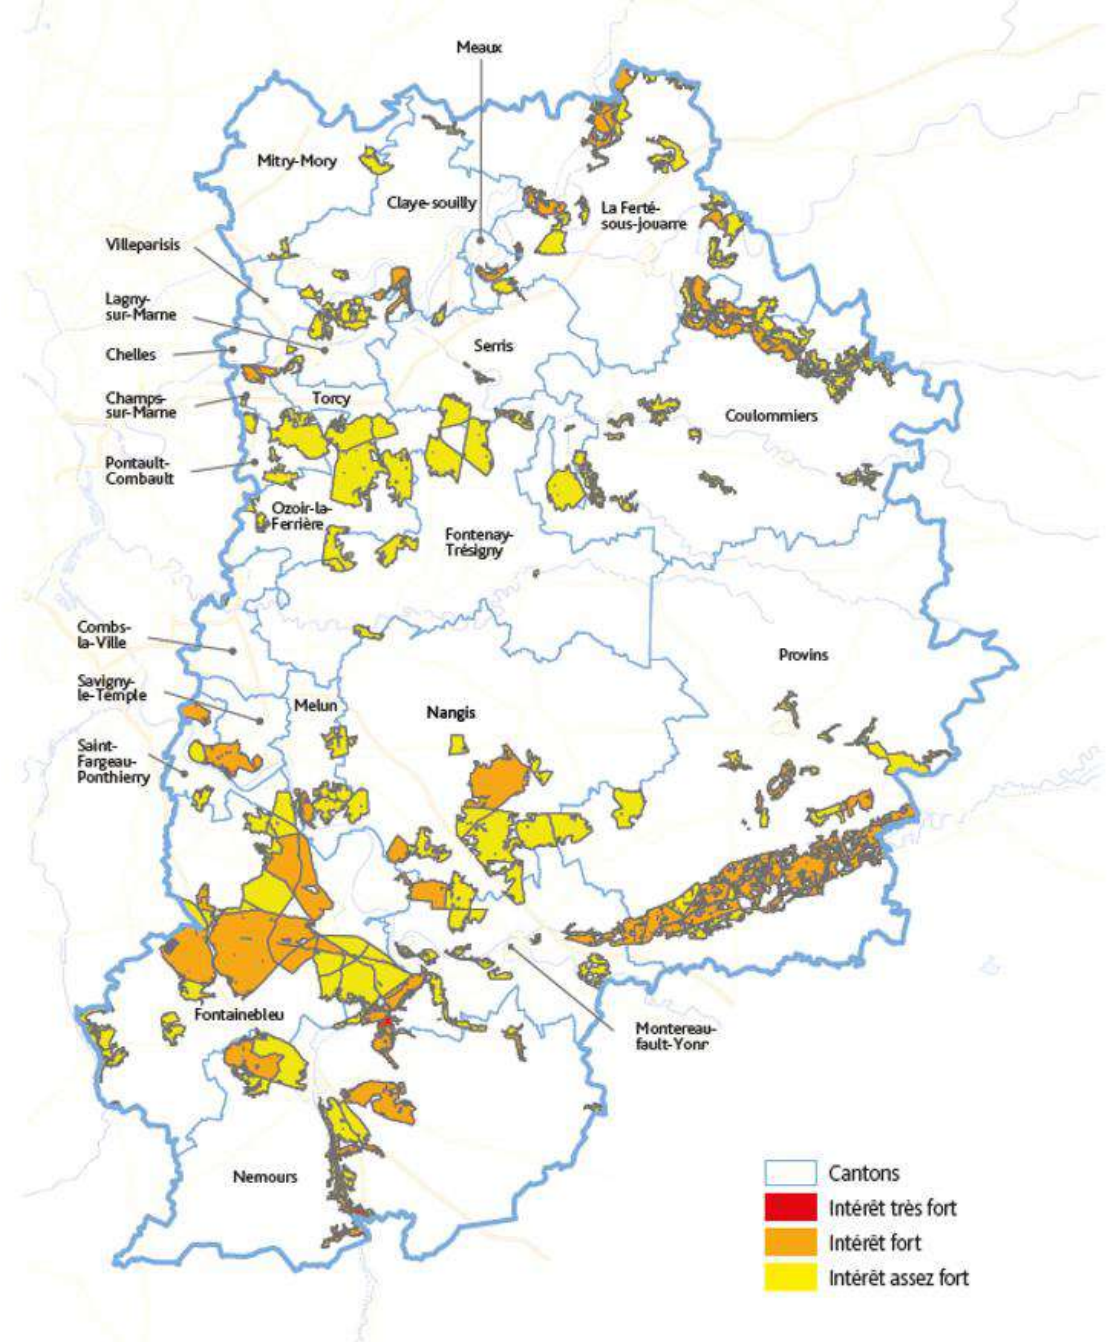 Meaux
Mitry-Mory
Claye-souilly
La Ferté-
sous-jouarre
Villeparisis
Lagny-
sur-Marne
Chelles
Serris
Champs-
sur-Marne
Torcy
Coulommiers
Pontault-
Combault
Ozoir-la-
Ferrière
Fontenay-
Trésigny
Combs-
la-Ville
Provins
Savigny-
le-Temple
Melun
Nangis
Saint-
Fargeau-
Ponthierry
Fontainebleu
Montereau-
fault-Yonr
Nemours
Cantons
Intérêt très fort
Intérêt fort
Intérêt assez fort